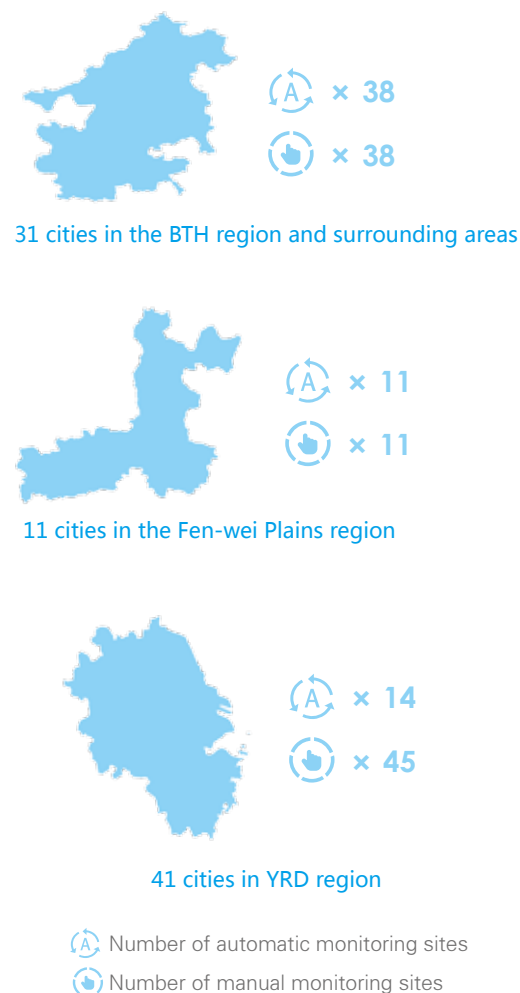 A × 38
× 38
31 cities in the BTH region and surrounding areas
A × 11
× 11
11 cities in the Fen-wei Plains region
A × 14
× 45
41 cities in YRD region
A Number of automatic monitoring sites
Number of manual monitoring sites